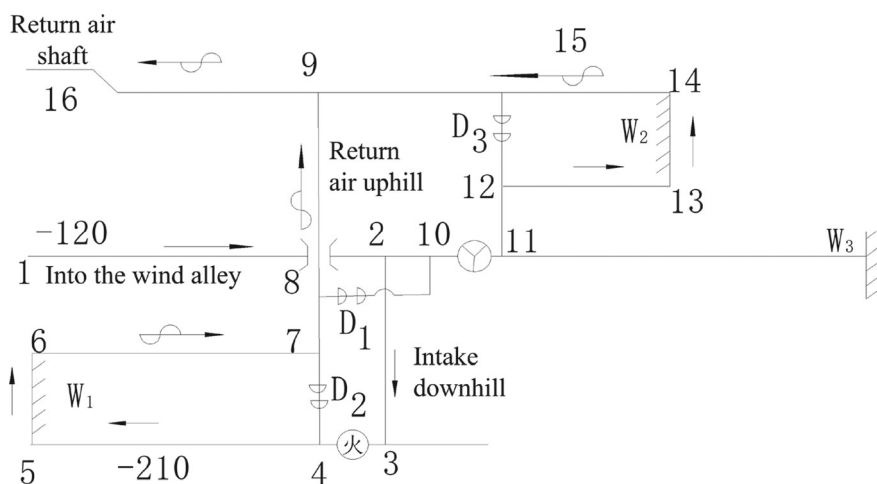 Return air
shaft
16
9
15
14
D3
W2
Return
air uphill
12
13
-120
2
10
11
W3
1
Into the wind alley
8
D1
6
7
Intake
downhill
W1
D2
火
5
-210
4
3